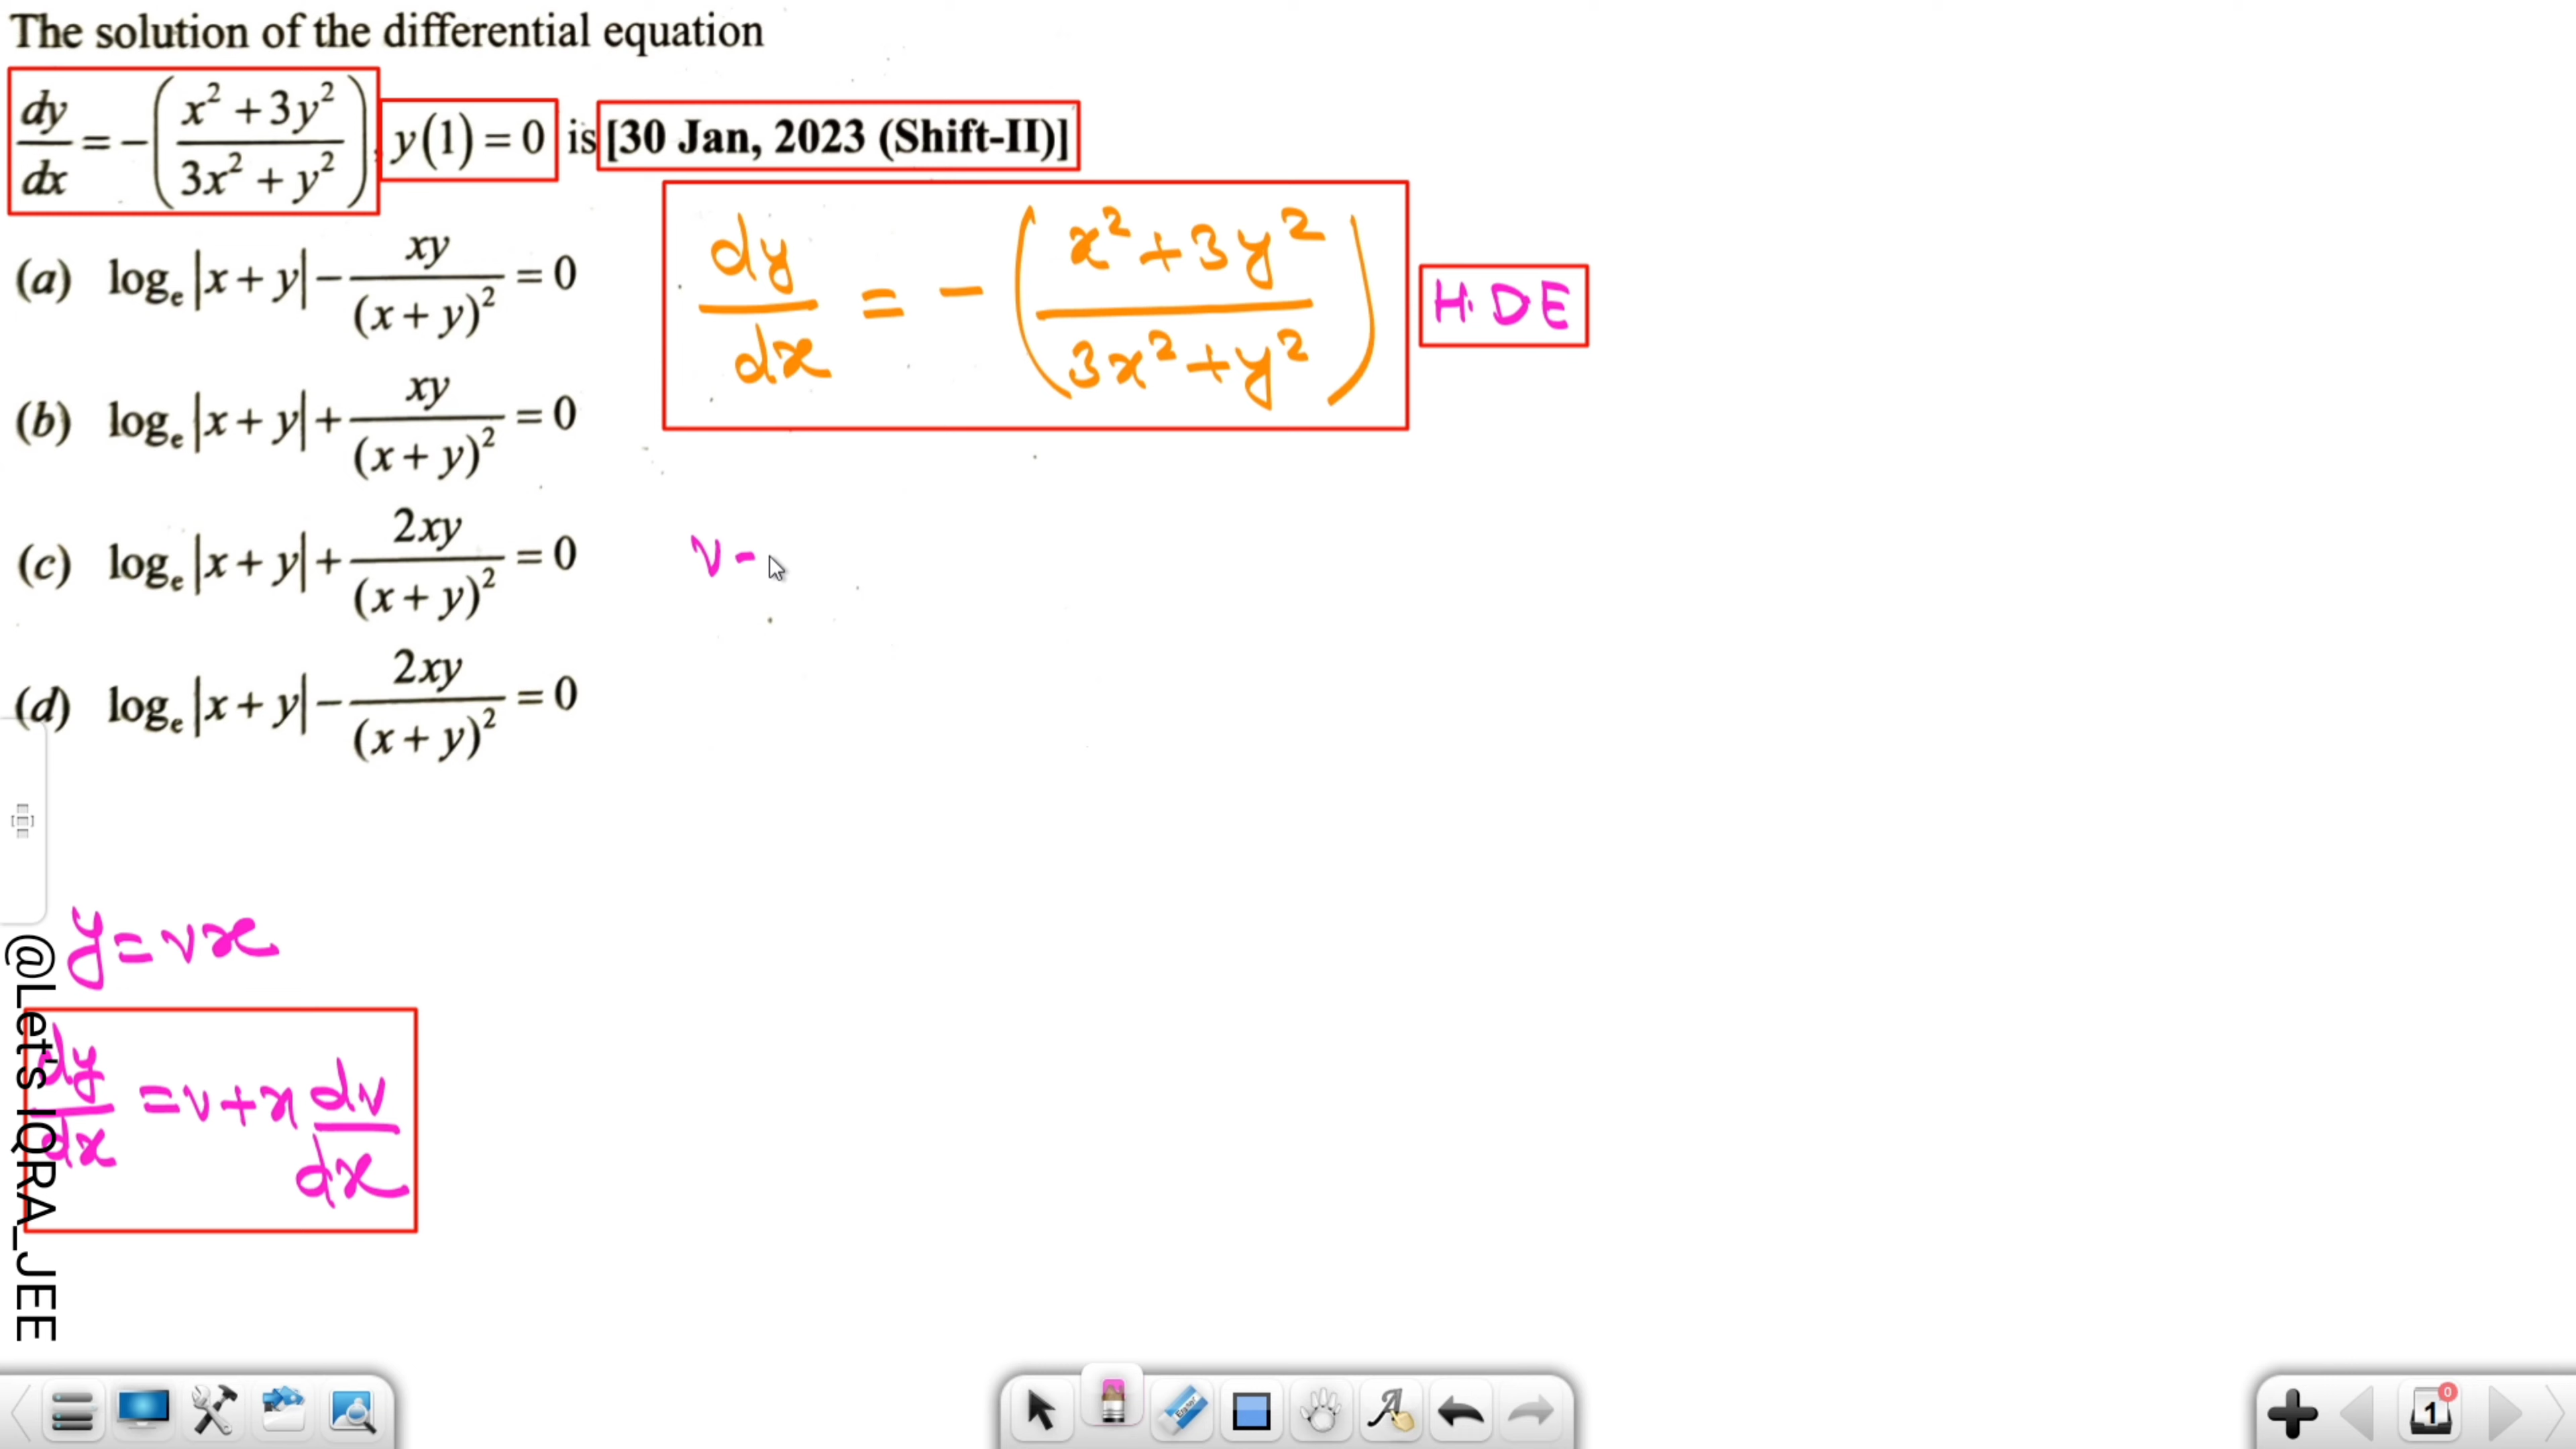 The solution of the differential equation
dy/dx = -((x² + 3y²)/(3x² + y²)), y(1) = 0 is [30 Jan, 2023 (Shift-II)]
(a) logₑ|x + y| - xy/(x + y)² = 0
(b) logₑ|x + y| + xy/(x + y)² = 0
(c) logₑ|x + y| + 2xy/(x + y)² = 0
(d) logₑ|x + y| - 2xy/(x + y)² = 0
dy/dx = -((x² + 3y²)/(3x² + y²))
H.DE
v -
y = vx
dy/dx = v + x dv/dx
@Let's IQRA_JEE
1
0